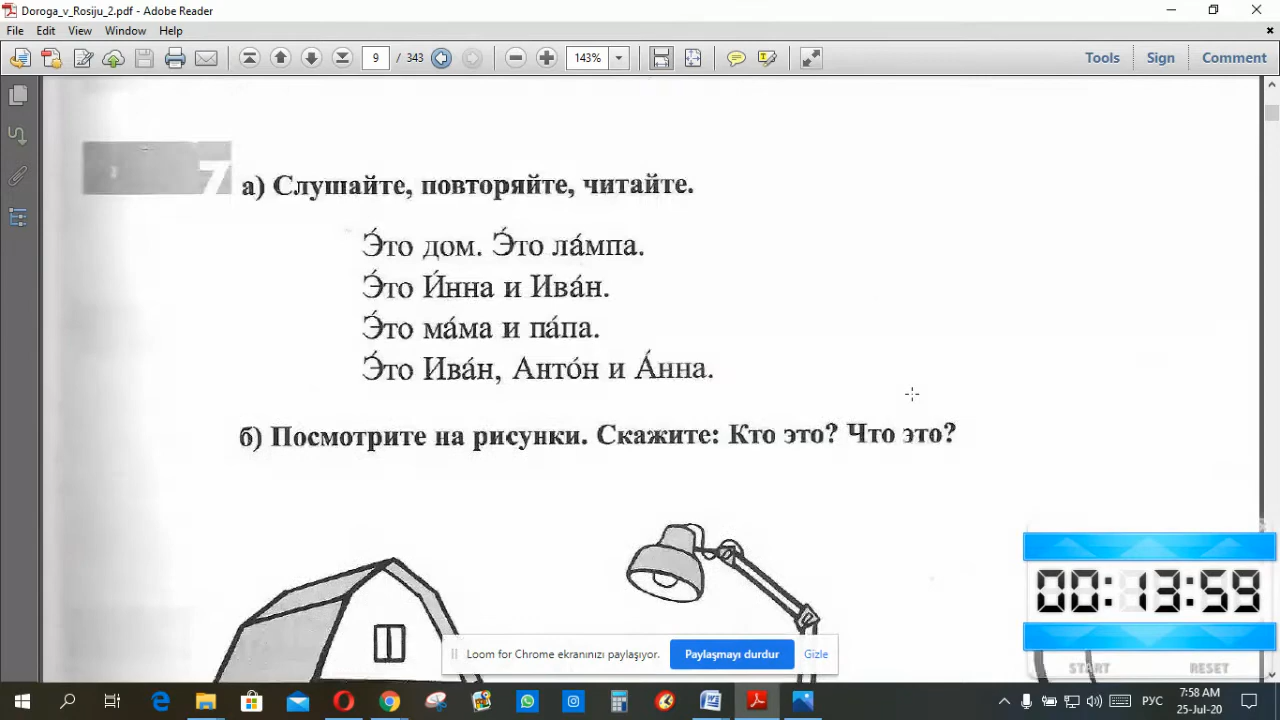 Doroga_v_Rosiju_2.pdf - Adobe Reader
File Edit View Window Help
9 / 343 143% Tools Sign Comment
7
а) Слушайте, повторяйте, читайте.
Э́то дом. Э́то ла́мпа.
Э́то И́нна и Ива́н.
Э́то ма́ма и па́па.
Э́то Ива́н, Анто́н и А́нна.
б) Посмотрите на рисунки. Скажите: Кто это? Что это?
00:13:59
START RESET
Loom for Chrome ekranınızı paylaşıyor. Paylaşmayı durdur Gizle
РУС
7:58 AM
25-Jul-20